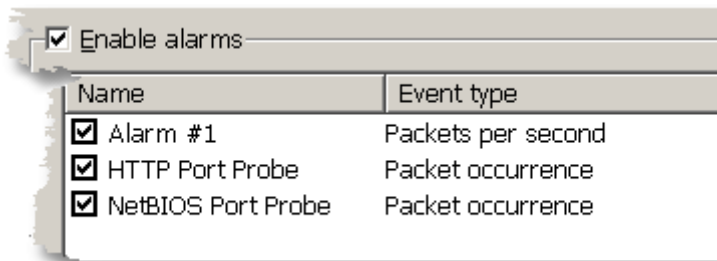 Enable alarms
Name Event type
Alarm #1 Packets per second
HTTP Port Probe Packet occurrence
NetBIOS Port Probe Packet occurrence